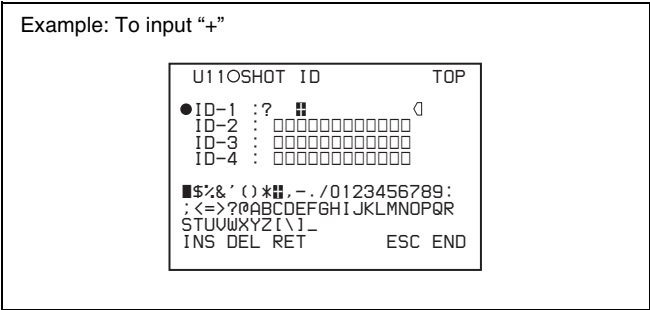 Example: To input “+”
U11○SHOT ID TOP
●ID-1 :? +
ID-2 : □□□□□□□□□□□□
ID-3 : □□□□□□□□□□□□
ID-4 : □□□□□□□□□□□□
■$%&'()*+,-./0123456789:
;<=>?@ABCDEFGHIJKLMNOPQR
STUVWXYZ[\]_
INS DEL RET ESC END